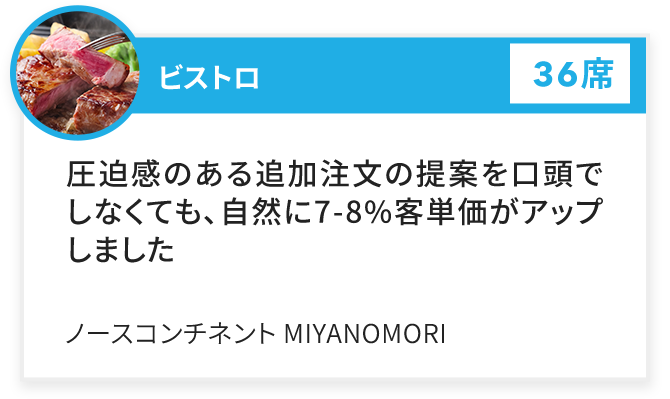 ビストロ
36席
圧迫感のある追加注文の提案を口頭で
しなくても、自然に7-8%客単価がアップ
しました
ノースコンチネント MIYANOMORI